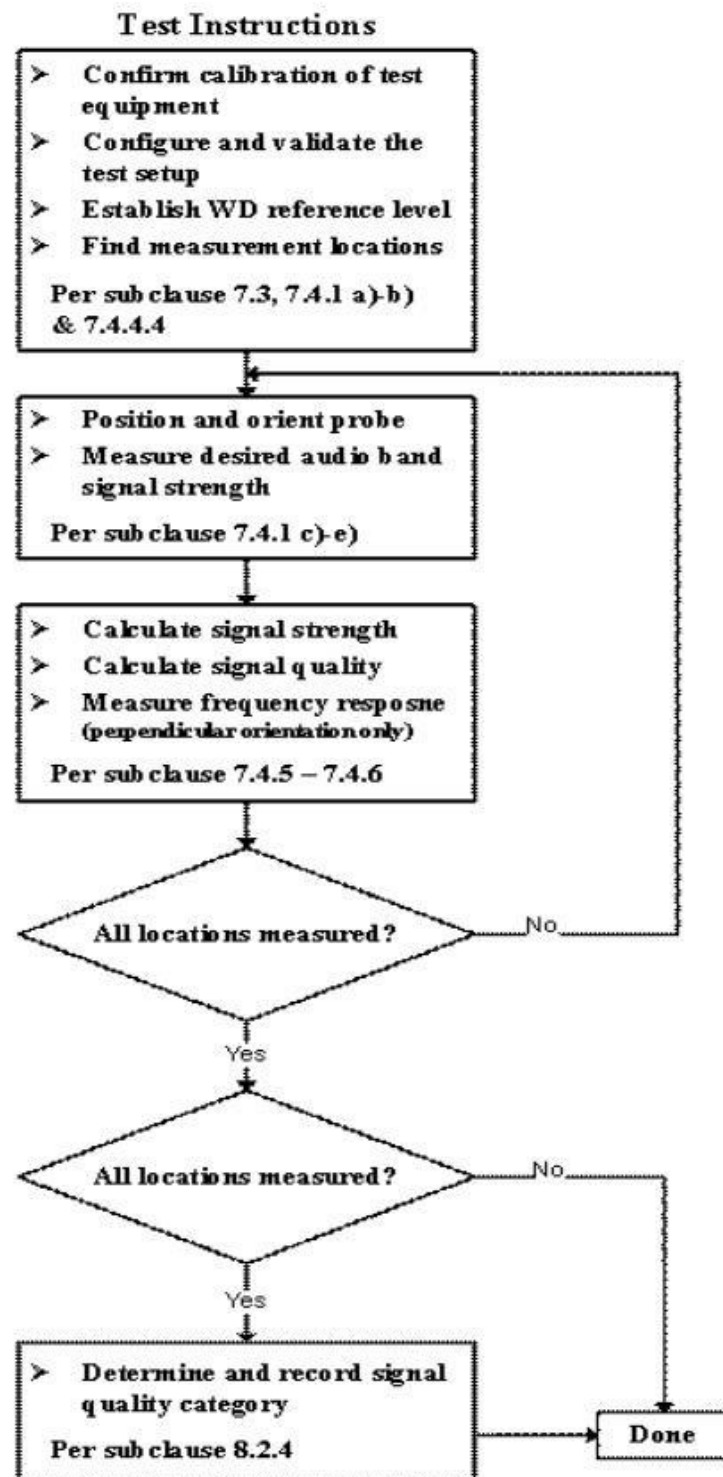 Test Instructions
➢ Confirm calibration of test
equipment
➢ Configure and validate the
test setup
➢ Establish WD reference level
➢ Find measurement locations
Per subclause 7.3, 7.4.1 a)-b)
& 7.4.4.4
➢ Position and orient probe
➢ Measure desired audio band
signal strength
Per subclause 7.4.1 c)-e)
➢ Calculate signal strength
➢ Calculate signal quality
➢ Measure frequency resposne
(perpendicular orientation only)
Per subclause 7.4.5 – 7.4.6
All locations measured?
No
Yes
All locations measured?
No
Yes
➢ Determine and record signal
quality category
Per subclause 8.2.4
Done